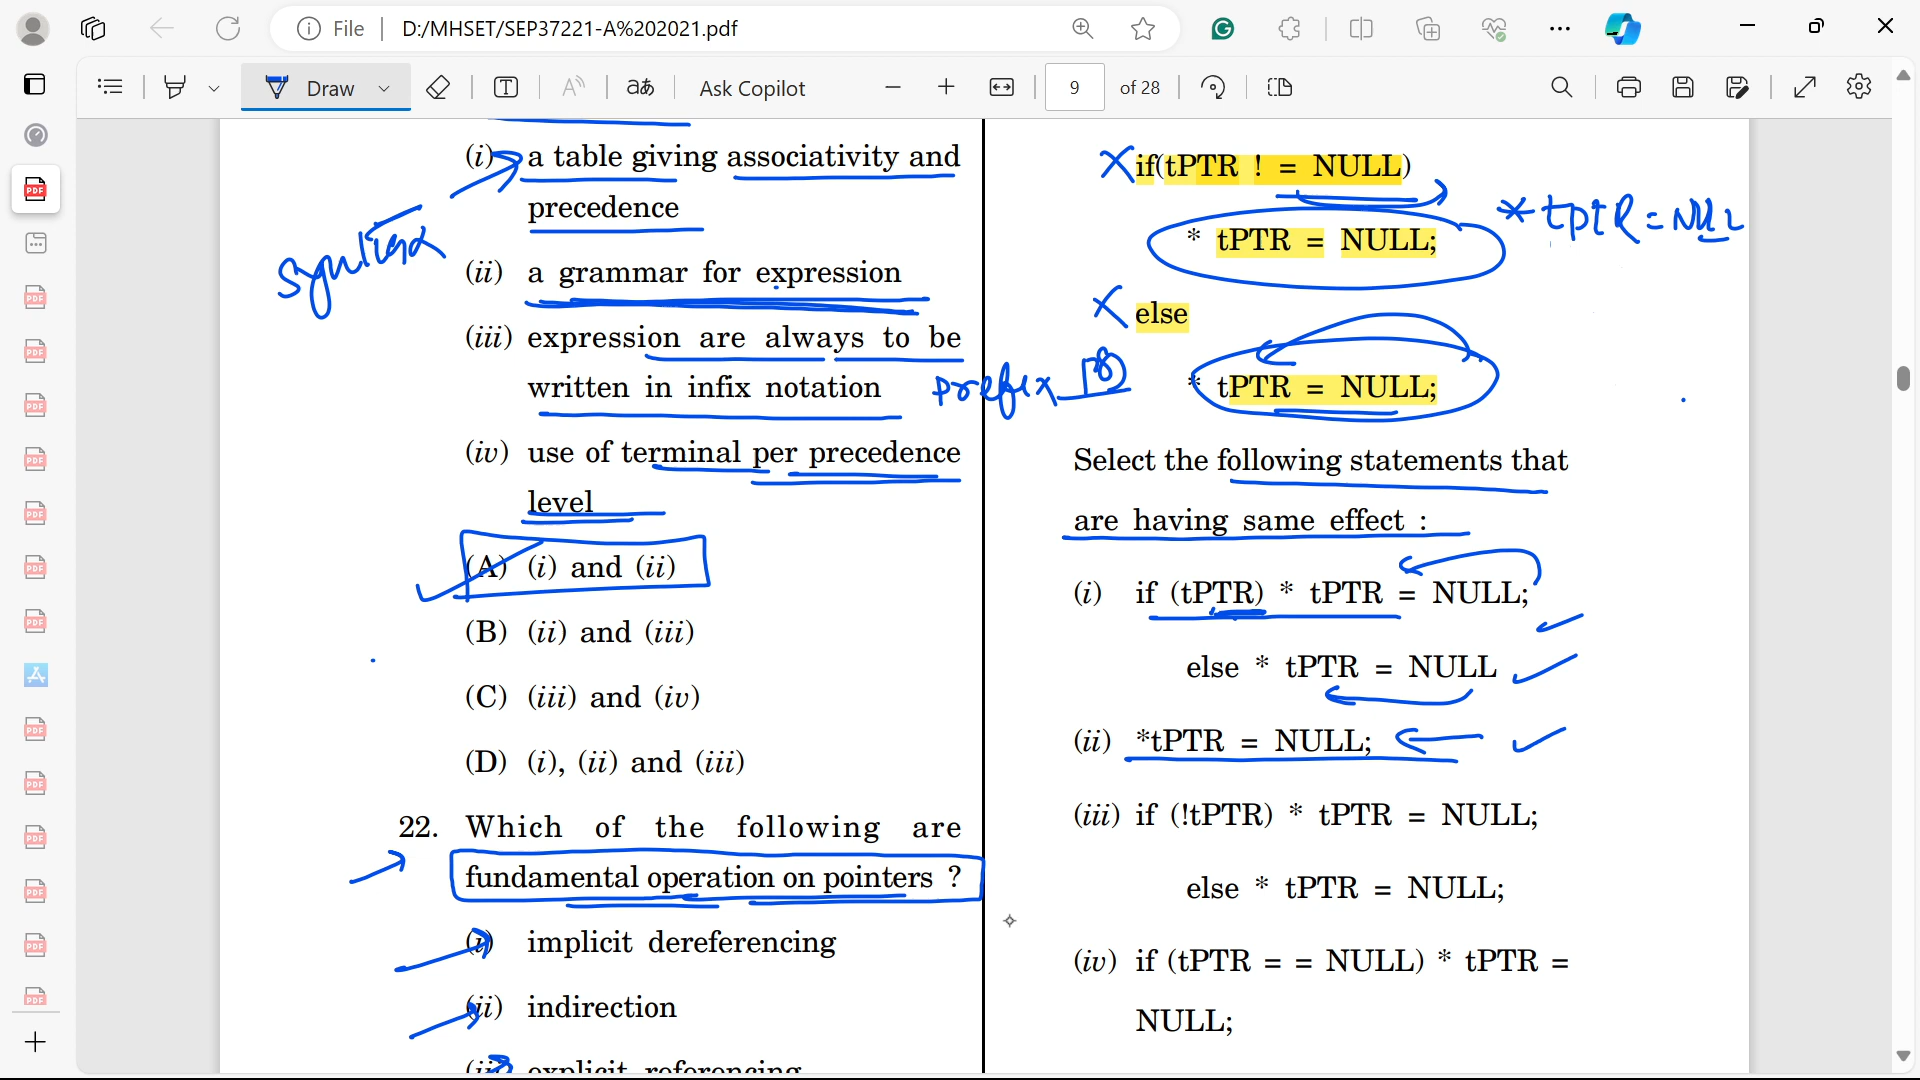 File
D:/MHSET/SEP37221-A%202021.pdf
Draw
Ask Copilot
9
of 28
(i) a table giving associativity and
precedence
syntax
(ii) a grammar for expression
(iii) expression are always to be
written in infix notation
prefix
(iv) use of terminal per precedence
level
(A) (i) and (ii)
(B) (ii) and (iii)
(C) (iii) and (iv)
(D) (i), (ii) and (iii)
22. Which of the following are
fundamental operation on pointers ?
(i) implicit dereferencing
(ii) indirection
explicit referencing
if(tPTR ! = NULL)
* tPTR = NULL;
* tptR = NULL
else
* tPTR = NULL;
Select the following statements that
are having same effect :
(i) if (tPTR) * tPTR = NULL;
else * tPTR = NULL
(ii) *tPTR = NULL;
(iii) if (!tPTR) * tPTR = NULL;
else * tPTR = NULL;
(iv) if (tPTR = = NULL) * tPTR =
NULL;